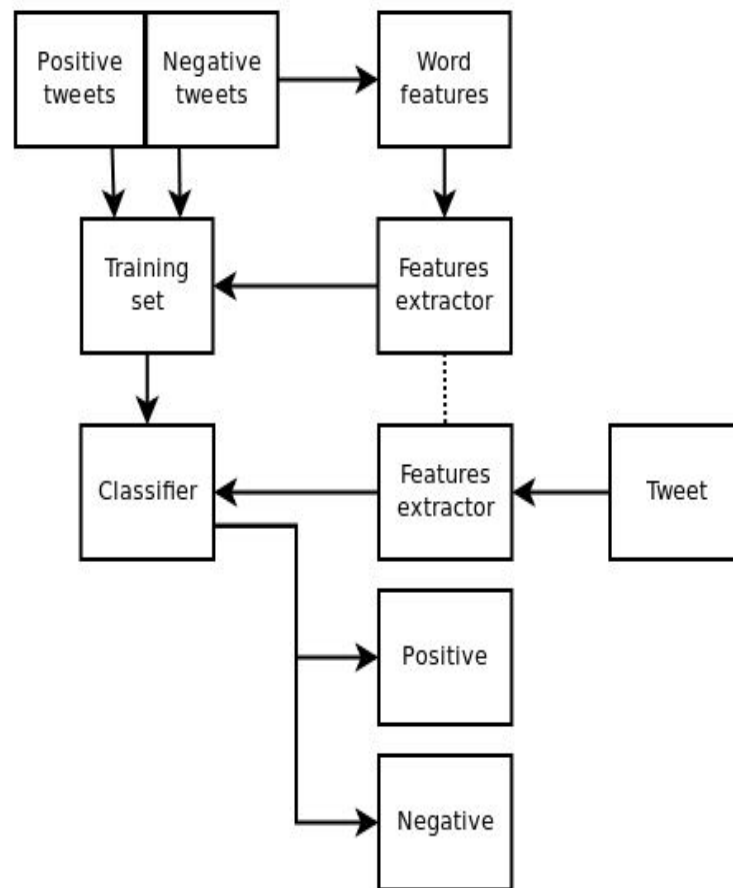 Positive
tweets
Negative
tweets
Word
features
Training
set
Features
extractor
Classifier
Features
extractor
Tweet
Positive
Negative